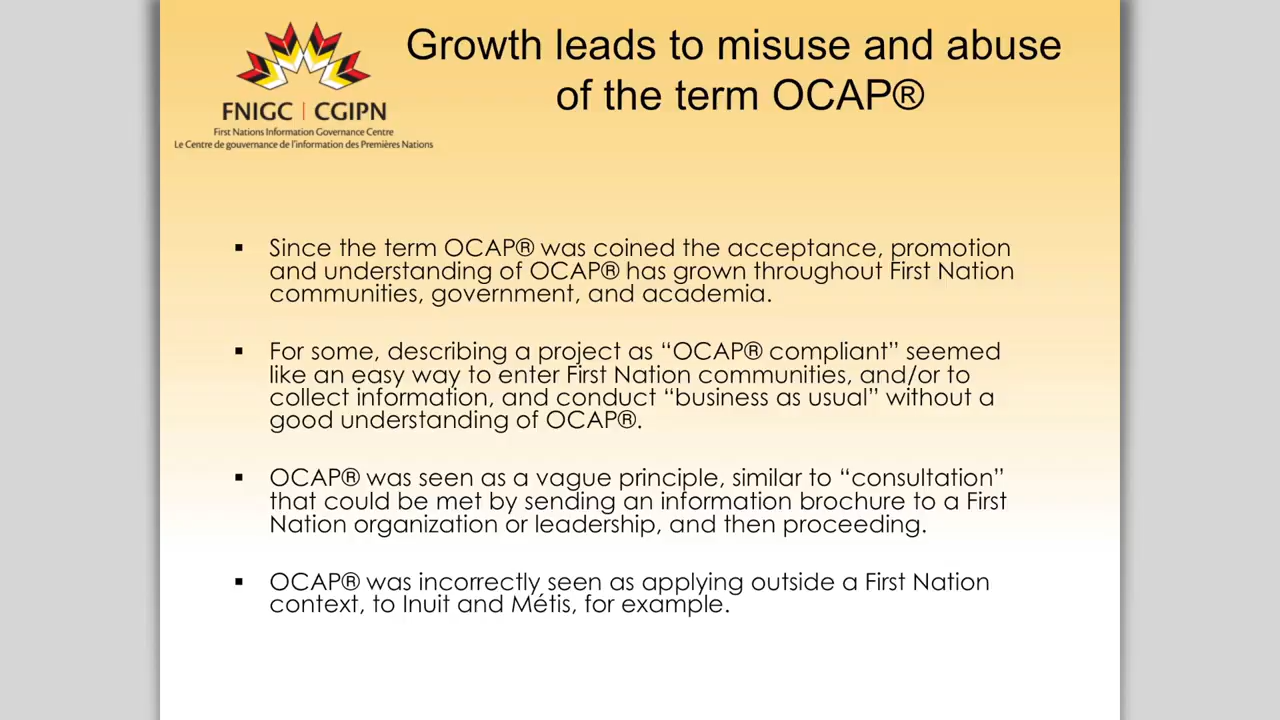 Growth leads to misuse and abuse
of the term OCAP®
FNIGC | CGIPN
First Nations Information Governance Centre
Le Centre de gouvernance de l'information des Premières Nations
▪ Since the term OCAP® was coined the acceptance, promotion
and understanding of OCAP® has grown throughout First Nation
communities, government, and academia.
▪ For some, describing a project as “OCAP® compliant” seemed
like an easy way to enter First Nation communities, and/or to
collect information, and conduct “business as usual” without a
good understanding of OCAP®.
▪ OCAP® was seen as a vague principle, similar to “consultation”
that could be met by sending an information brochure to a First
Nation organization or leadership, and then proceeding.
▪ OCAP® was incorrectly seen as applying outside a First Nation
context, to Inuit and Métis, for example.